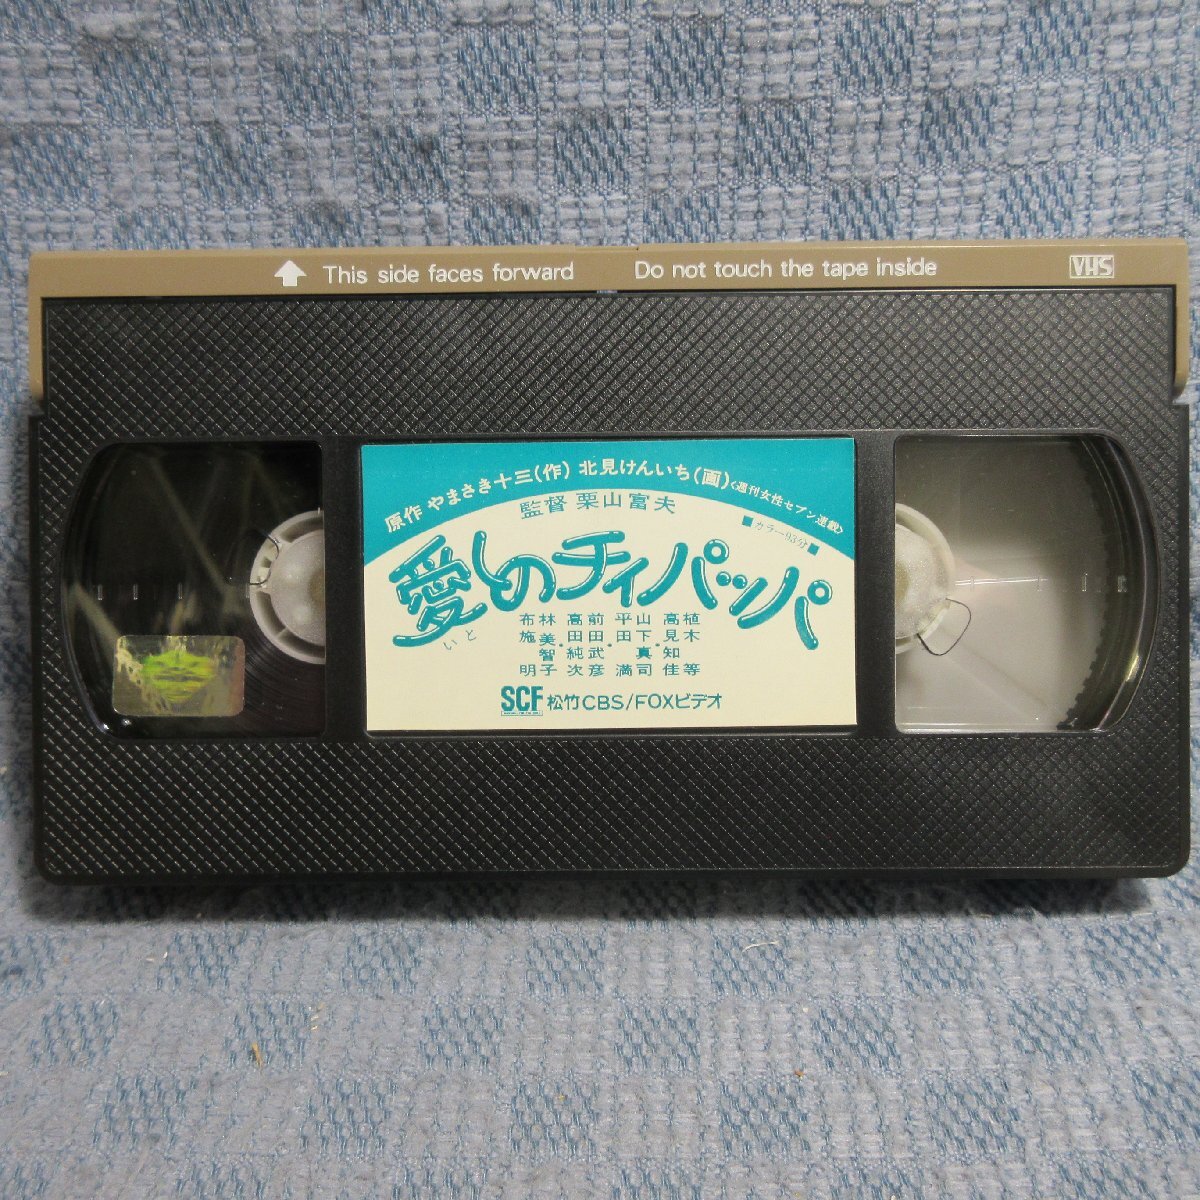 This side faces forward
Do not touch the tape inside
VHS
原作 やまさき十三(作) 北見けんいち(画)<週刊女性セブン連載>
監督 栗山富夫
■カラー93分■
愛しのチィパッパ
いと
布施明
林美智子・
高田純次
前田武彦・
平田満
山下真司・
高見知佳
植木等
SCF 松竹CBS/FOXビデオ